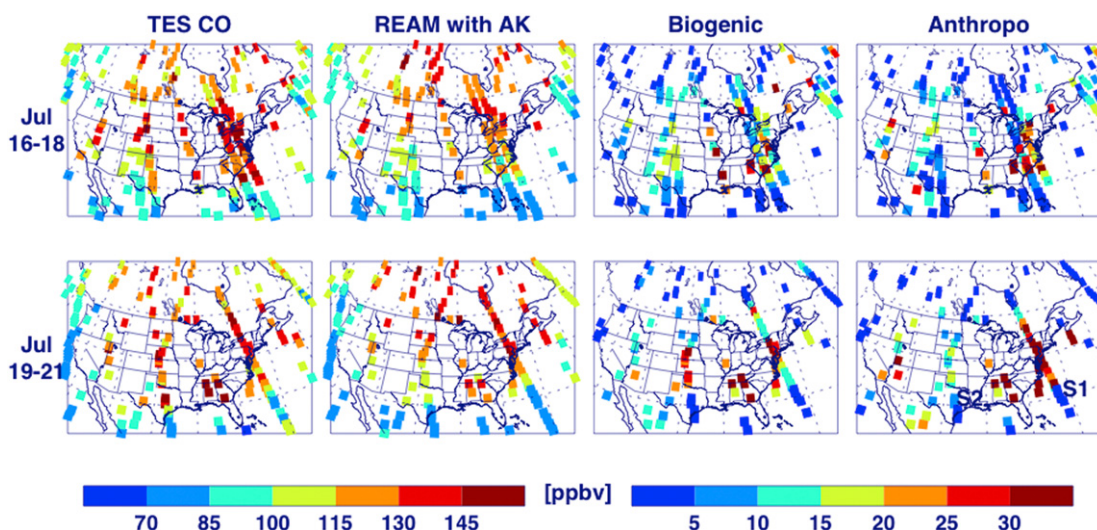 TES CO REAM with AK Biogenic Anthropo
Jul
16-18
Jul
19-21
S2 S1
[ppbv]
70 85 100 115 130 145 5 10 15 20 25 30